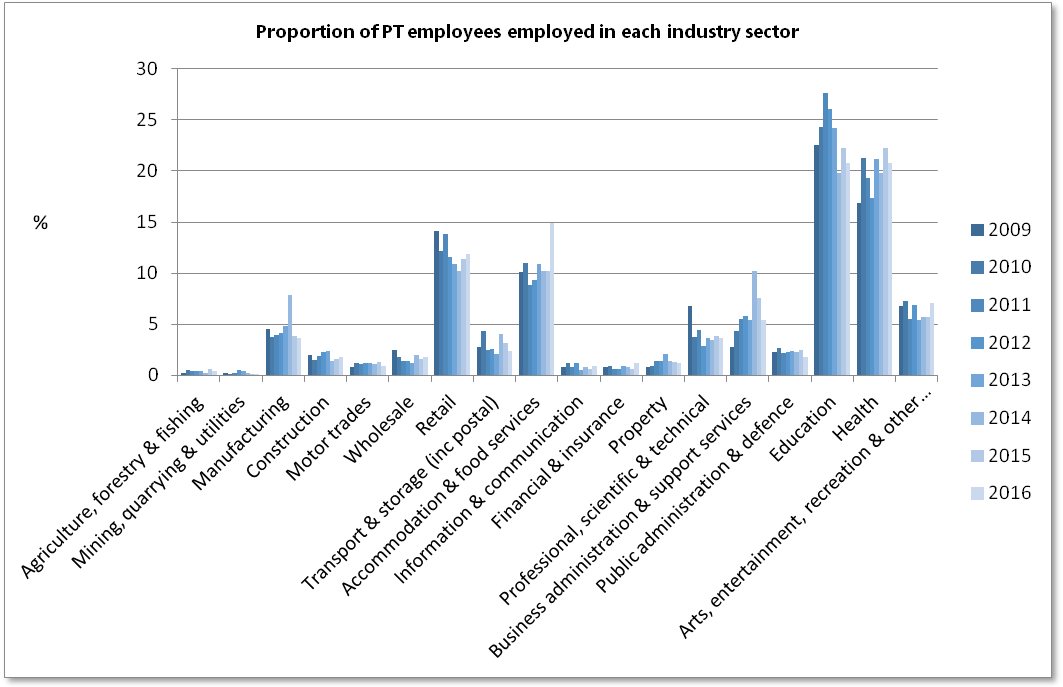 Proportion of PT employees employed in each industry sector
30
25
20
15
10
5
0
%
Agriculture, forestry & fishing
Mining, quarrying & utilities
Manufacturing
Construction
Motor trades
Wholesale
Retail
Transport & storage (inc postal)
Accommodation & food services
Information & communication
Financial & insurance
Property
Professional, scientific & technical
Business administration & support services
Public administration & defence
Education
Health
Arts, entertainment, recreation & other...
2009
2010
2011
2012
2013
2014
2015
2016